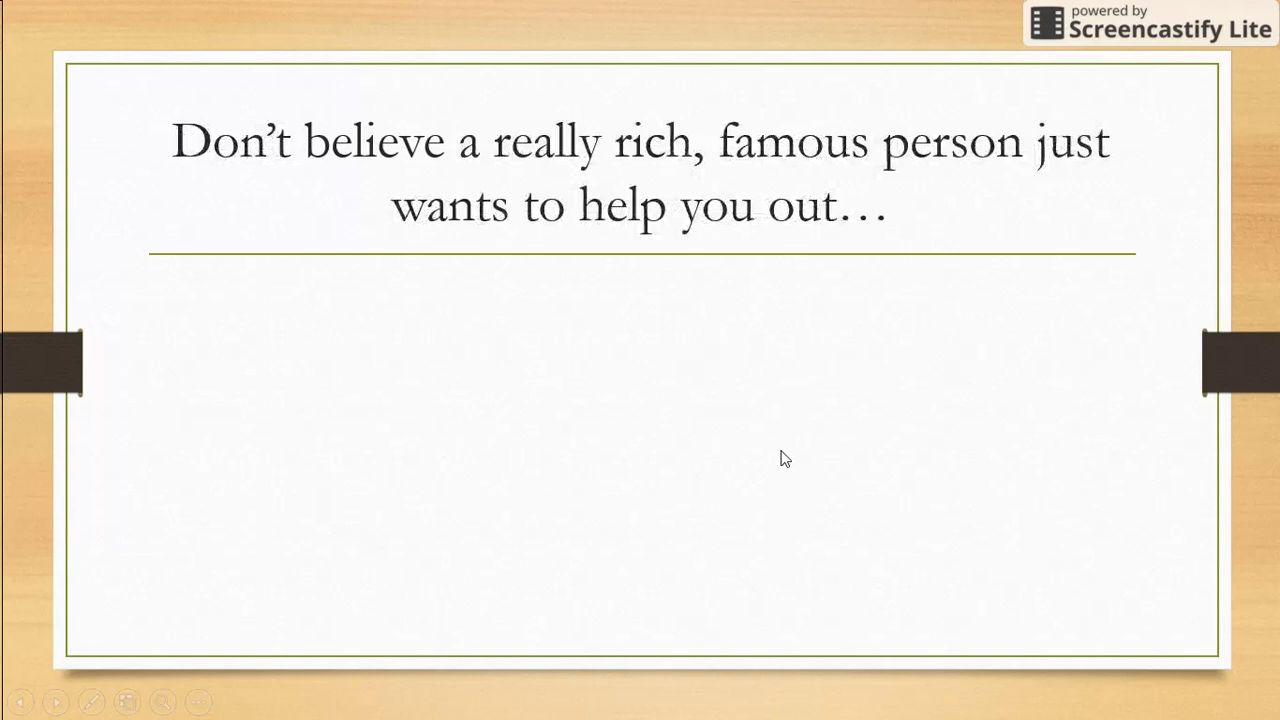 powered by
Screencastify Lite
Don’t believe a really rich, famous person just
wants to help you out…